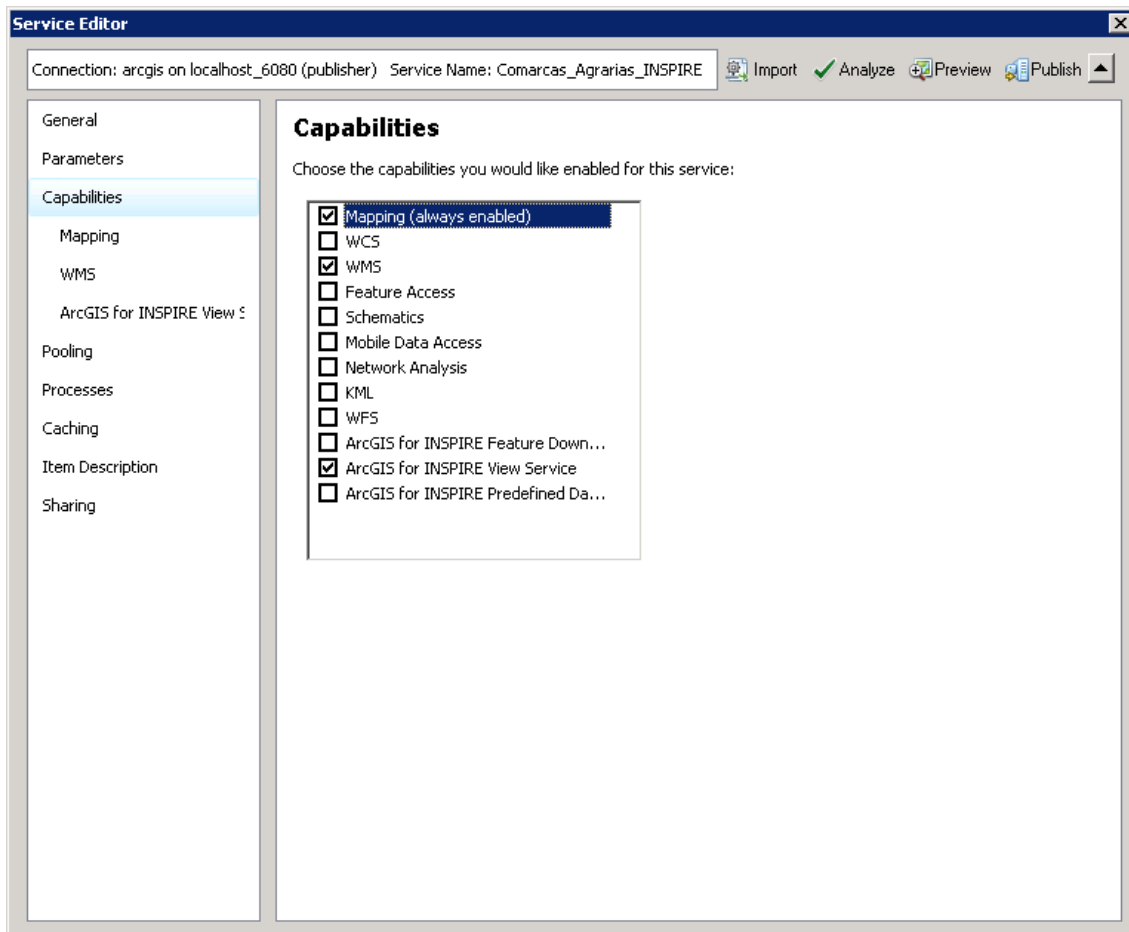 Service Editor
Connection: arcgis on localhost_6080 (publisher) Service Name: Comarcas_Agrarias_INSPIRE Import Analyze Preview Publish
General
Parameters
Capabilities
Mapping
WMS
ArcGIS for INSPIRE View S
Pooling
Processes
Caching
Item Description
Sharing
Capabilities
Choose the capabilities you would like enabled for this service:
Mapping (always enabled)
WCS
WMS
Feature Access
Schematics
Mobile Data Access
Network Analysis
KML
WFS
ArcGIS for INSPIRE Feature Down...
ArcGIS for INSPIRE View Service
ArcGIS for INSPIRE Predefined Da...